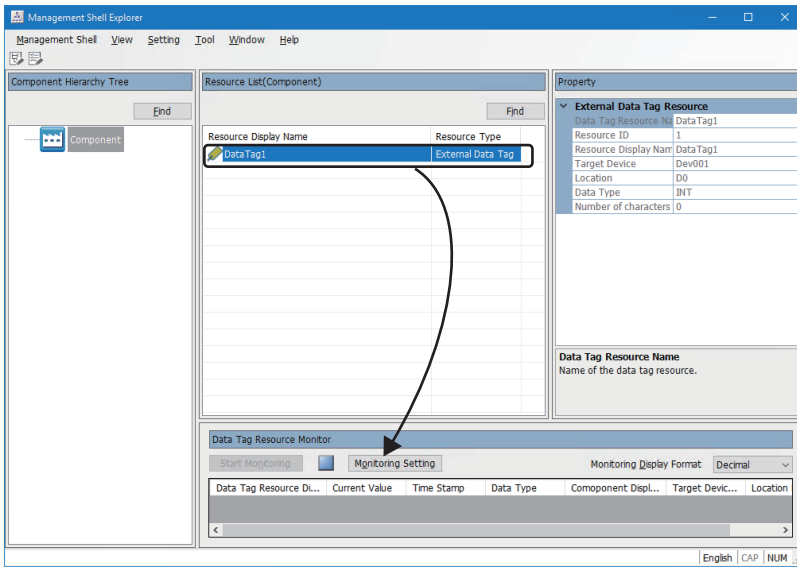 Management Shell Explorer
Management Shell View Setting Tool Window Help
Component Hierarchy Tree
Find
Component
Resource List(Component)
Find
Resource Display Name Resource Type
DataTag1 External Data Tag
Property
External Data Tag Resource
Data Tag Resource Na DataTag1
Resource ID 1
Resource Display Nam DataTag1
Target Device Dev001
Location D0
Data Type INT
Number of characters 0
Data Tag Resource Name
Name of the data tag resource.
Data Tag Resource Monitor
Start Monitoring Monitoring Setting Monitoring Display Format Decimal
Data Tag Resource Di... Current Value Time Stamp Data Type Comoponent Displ... Target Devic... Location
English CAP NUM